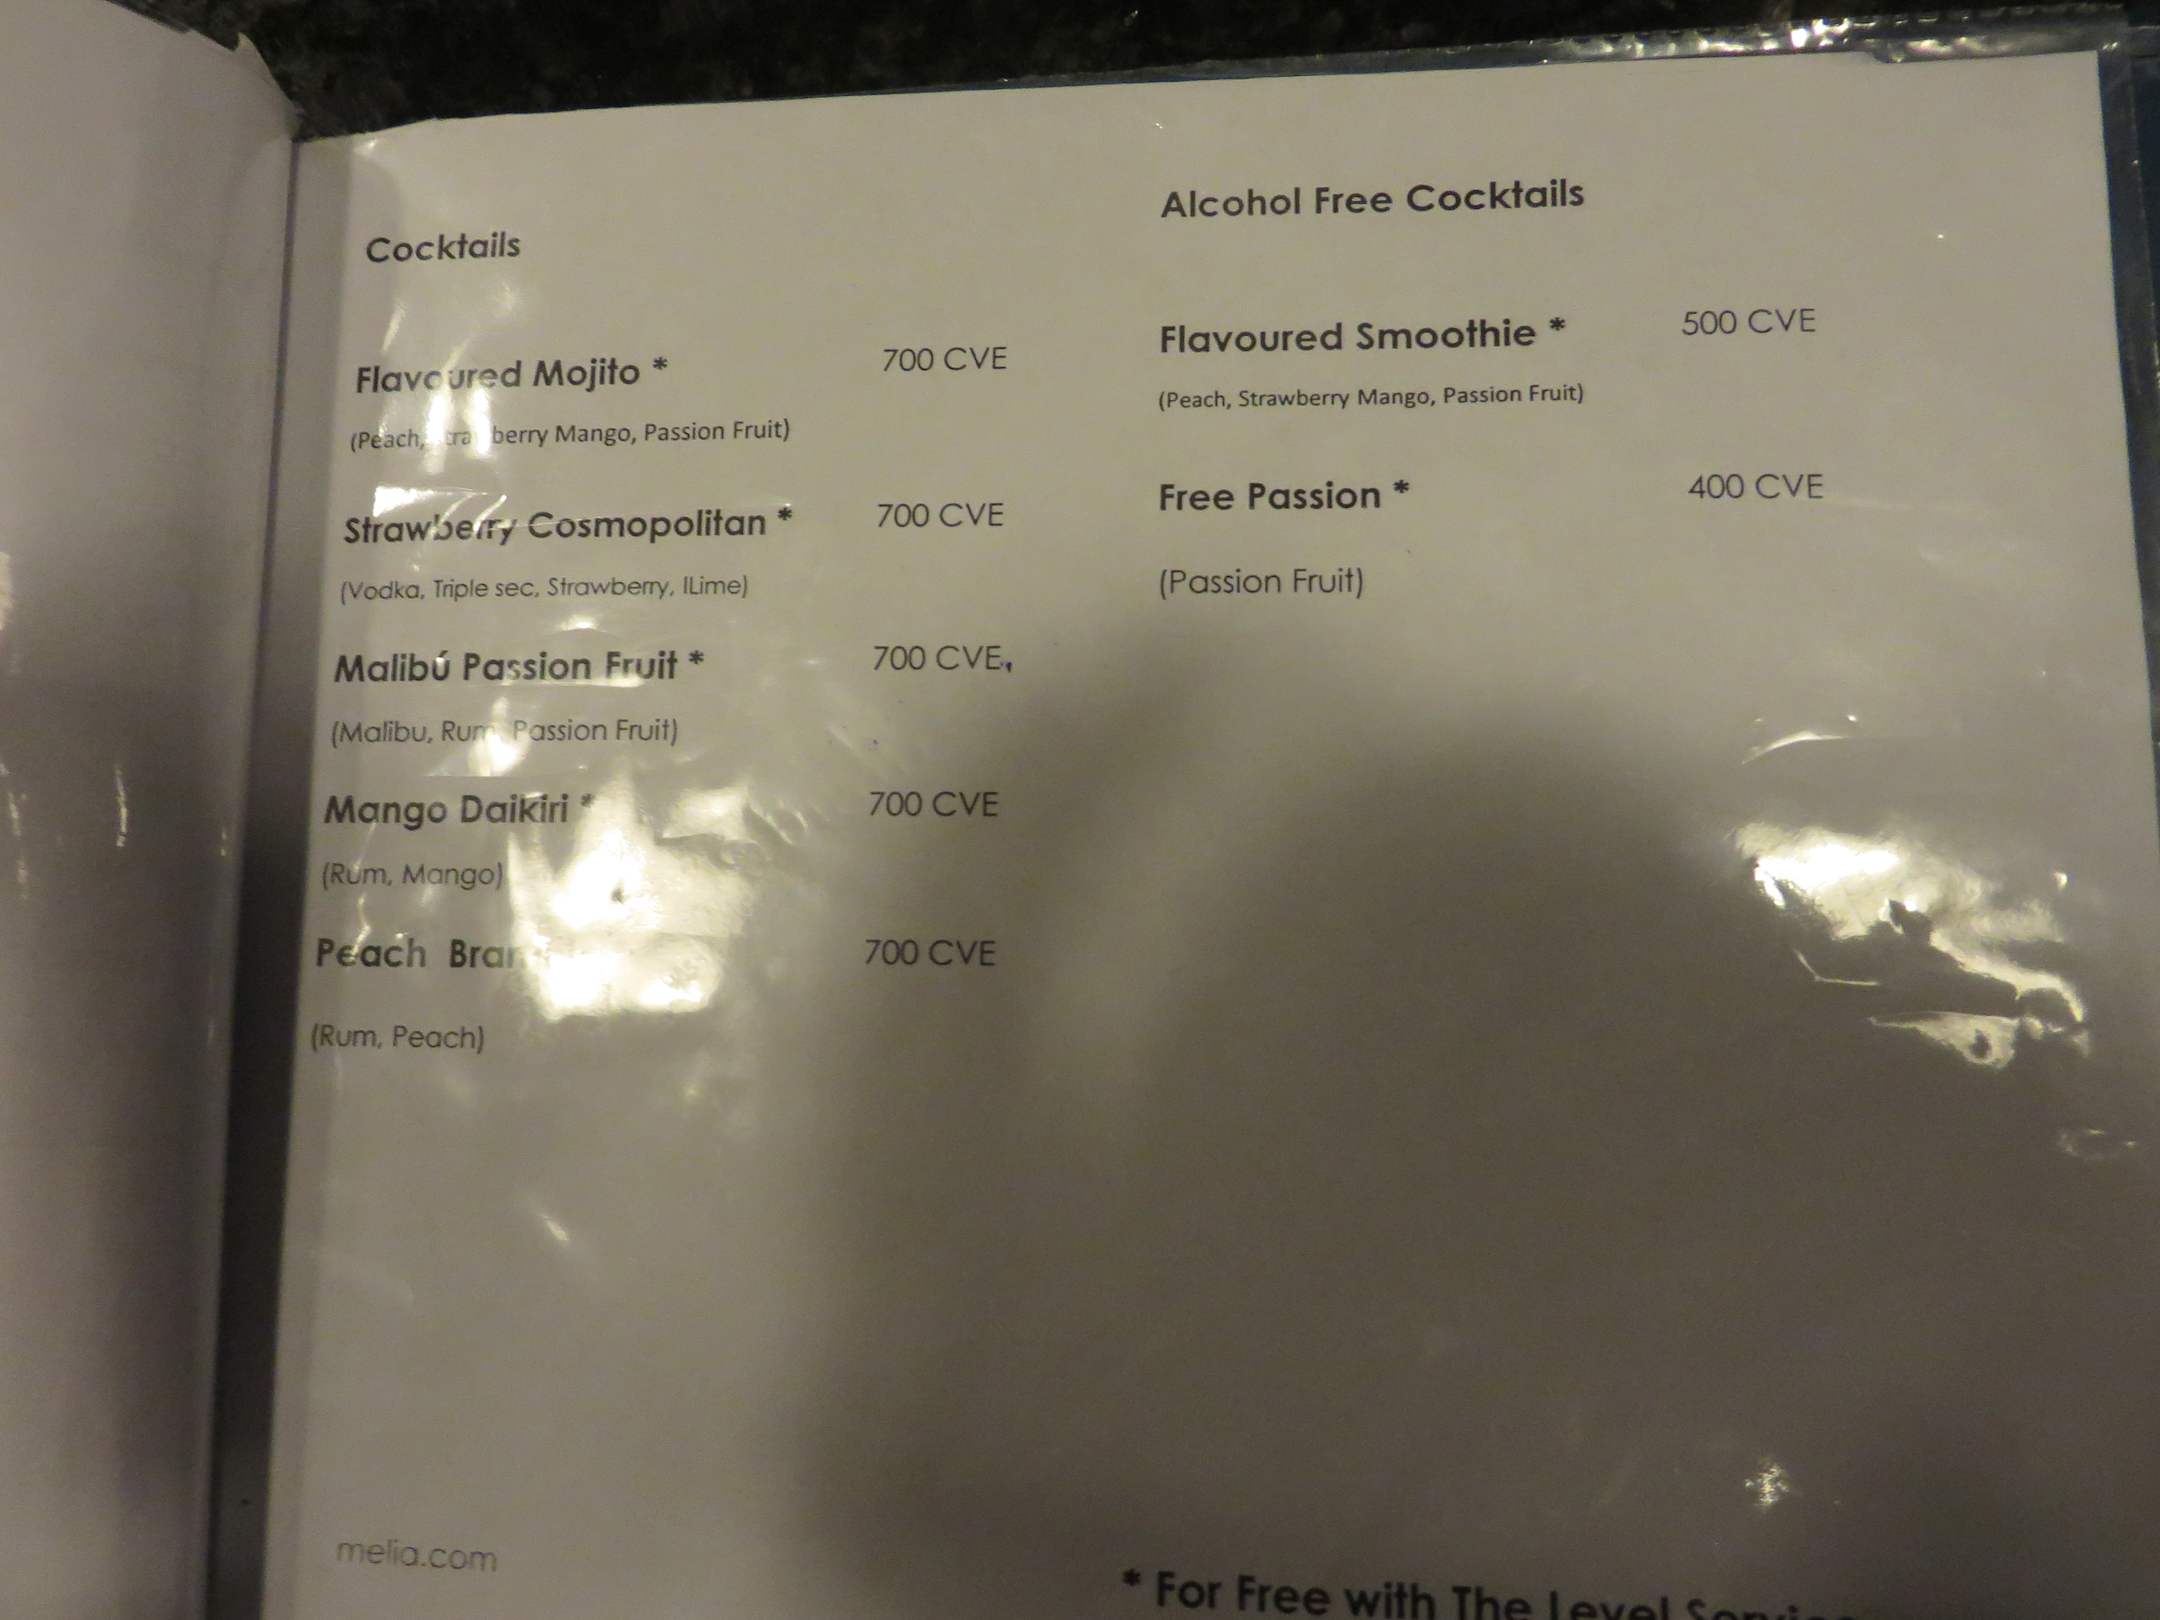 Cocktails
Flavoured Mojito * 700 CVE
(Peach, Strawberry Mango, Passion Fruit)
Strawberry Cosmopolitan * 700 CVE
(Vodka, Triple sec, Strawberry, lLime)
Malibú Passion Fruit * 700 CVE
(Malibu, Rum, Passion Fruit)
Mango Daikiri * 700 CVE
(Rum, Mango)
Peach 700 CVE
(Rum, Peach)
melia.com
Alcohol Free Cocktails
Flavoured Smoothie * 500 CVE
(Peach, Strawberry Mango, Passion Fruit)
Free Passion * 400 CVE
(Passion Fruit)
* For Free with The Level